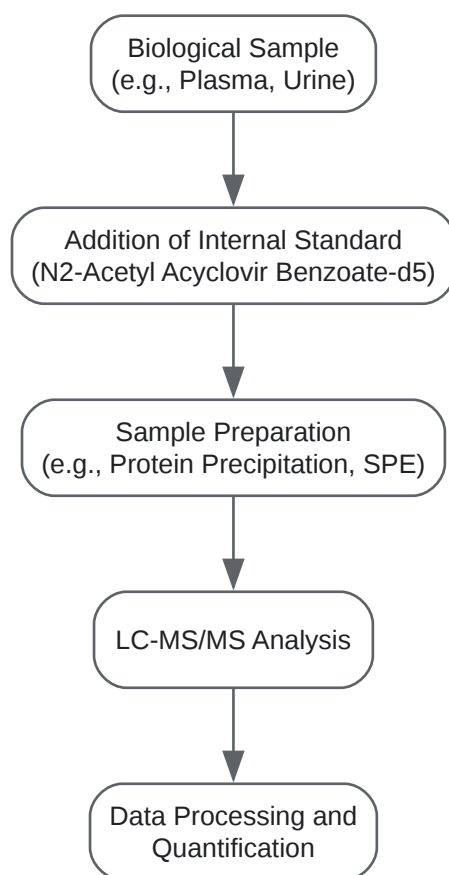 Biological Sample
(e.g., Plasma, Urine)
Addition of Internal Standard
(N2-Acetyl Acyclovir Benzoate-d5)
Sample Preparation
(e.g., Protein Precipitation, SPE)
LC-MS/MS Analysis
Data Processing and
Quantification